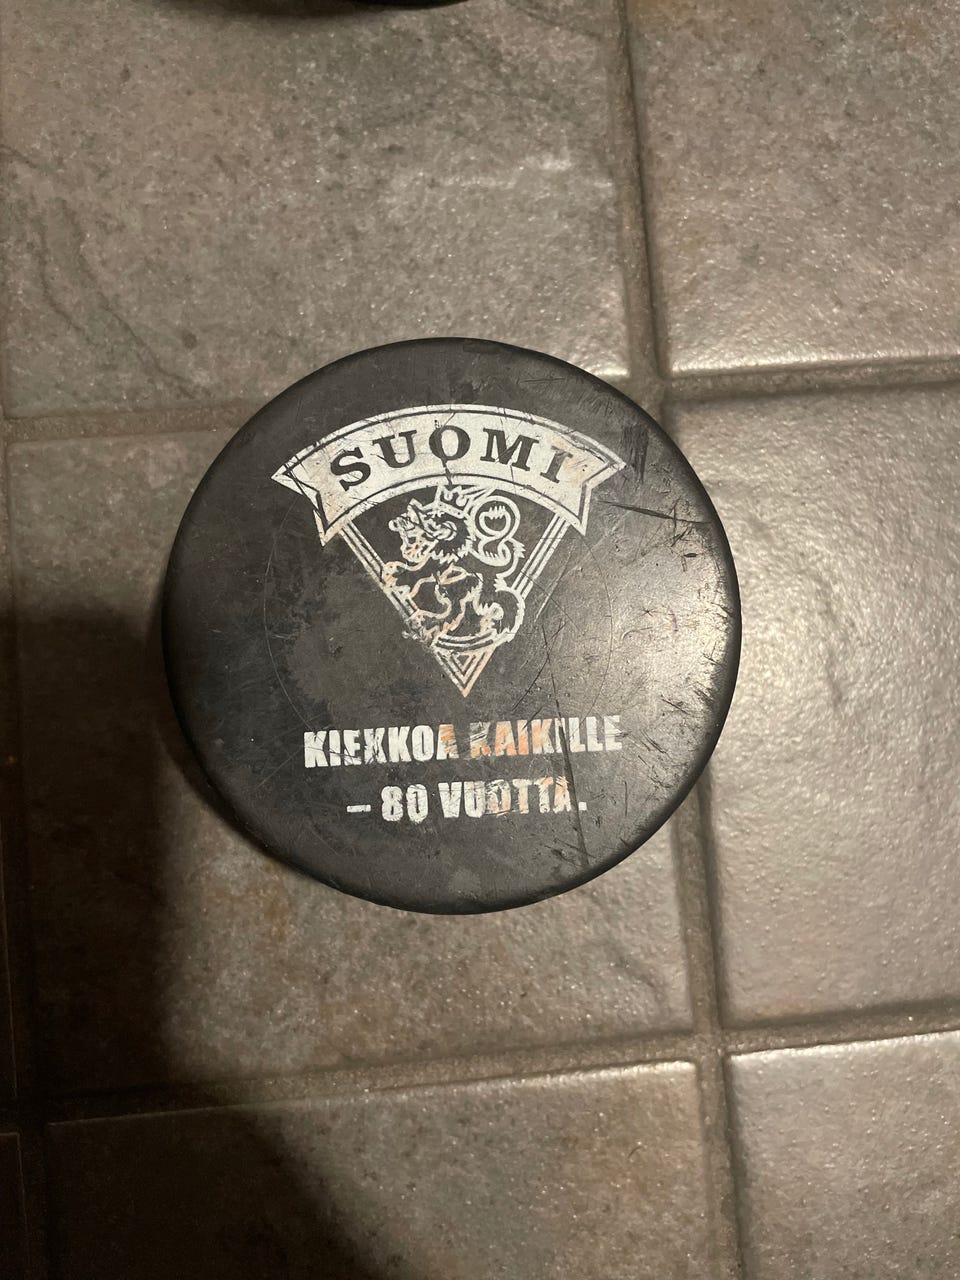 SUOMI
KIEKKOA KAIKILLE
– 80 VUOTTA.